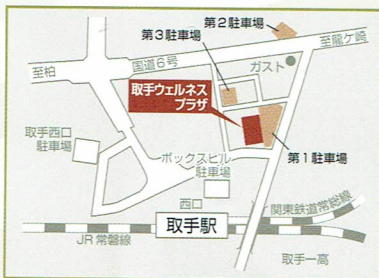 第2駐車場
第3駐車場
至龍ケ崎
国道6号
ガスト
至柏
取手ウェルネス
プラザ
取手西口
駐車場
ボックスヒル
駐車場
第1駐車場
西口
関東鉄道常総線
取手駅
JR常磐線
取手一高